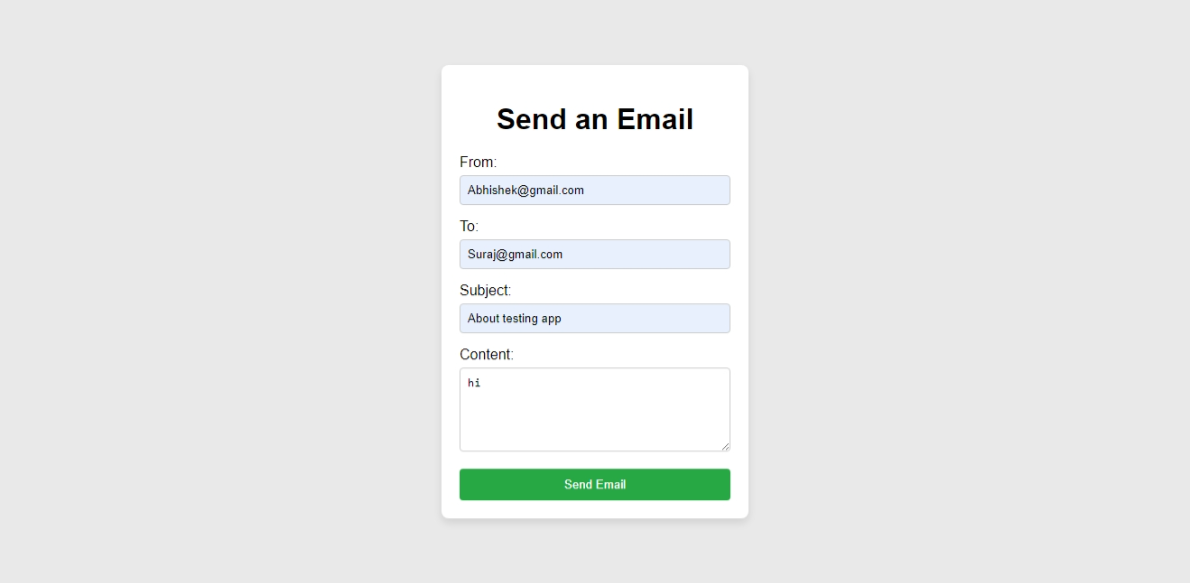 Send an Email
From:
Abhishek@gmail.com
To:
Suraj@gmail.com
Subject:
About testing app
Content:
hi
Send Email